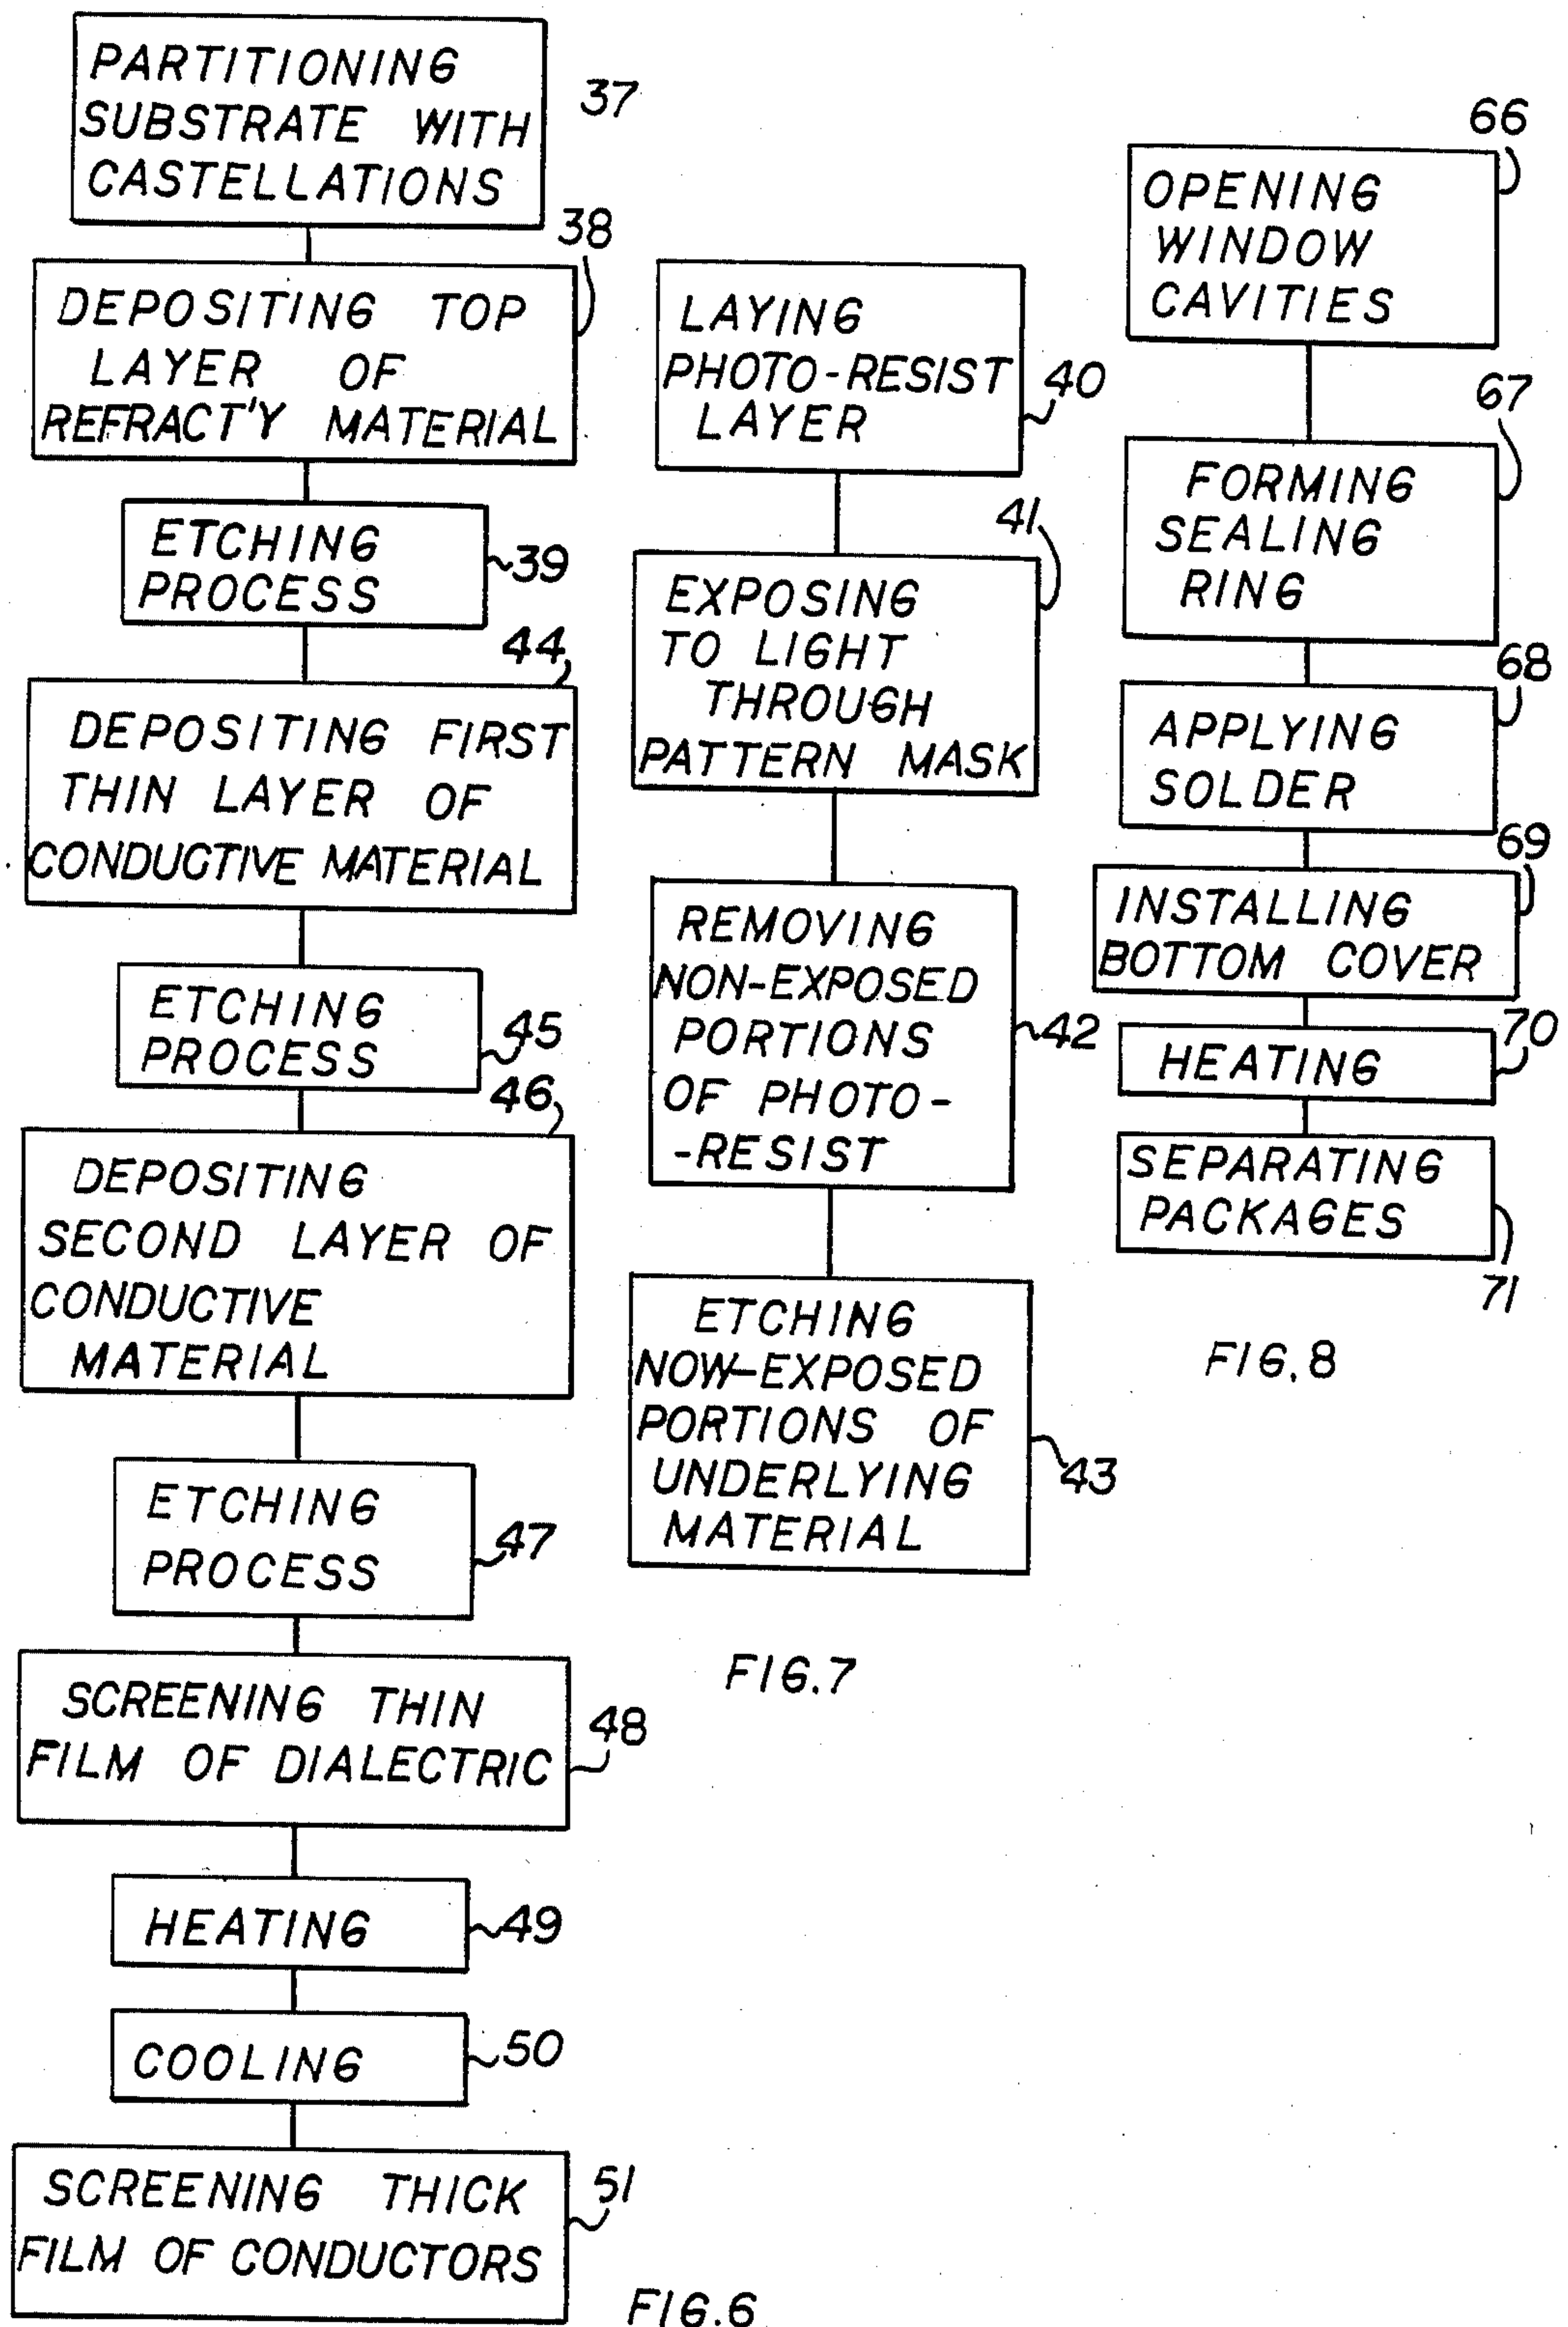 PARTITIONING
SUBSTRATE WITH
CASTELLATIONS
37
38
DEPOSITING TOP
LAYER OF
REFRACT'Y MATERIAL
ETCHING
PROCESS
39
44
DEPOSITING FIRST
THIN LAYER OF
CONDUCTIVE MATERIAL
ETCHING
PROCESS
45
46
DEPOSITING
SECOND LAYER OF
CONDUCTIVE
MATERIAL
ETCHING
PROCESS
47
SCREENING THIN
FILM OF DIALECTRIC
48
HEATING
49
COOLING
50
SCREENING THICK
FILM OF CONDUCTORS
51
FIG.6
LAYING
PHOTO-RESIST
LAYER
40
41
EXPOSING
TO LIGHT
THROUGH
PATTERN MASK
REMOVING
NON-EXPOSED
PORTIONS
OF PHOTO-
-RESIST
42
ETCHING
NOW-EXPOSED
PORTIONS OF
UNDERLYING
MATERIAL
43
FIG.7
66
OPENING
WINDOW
CAVITIES
67
FORMING
SEALING
RING
68
APPLYING
SOLDER
69
INSTALLING
BOTTOM COVER
70
HEATING
SEPARATING
PACKAGES
71
FIG.8